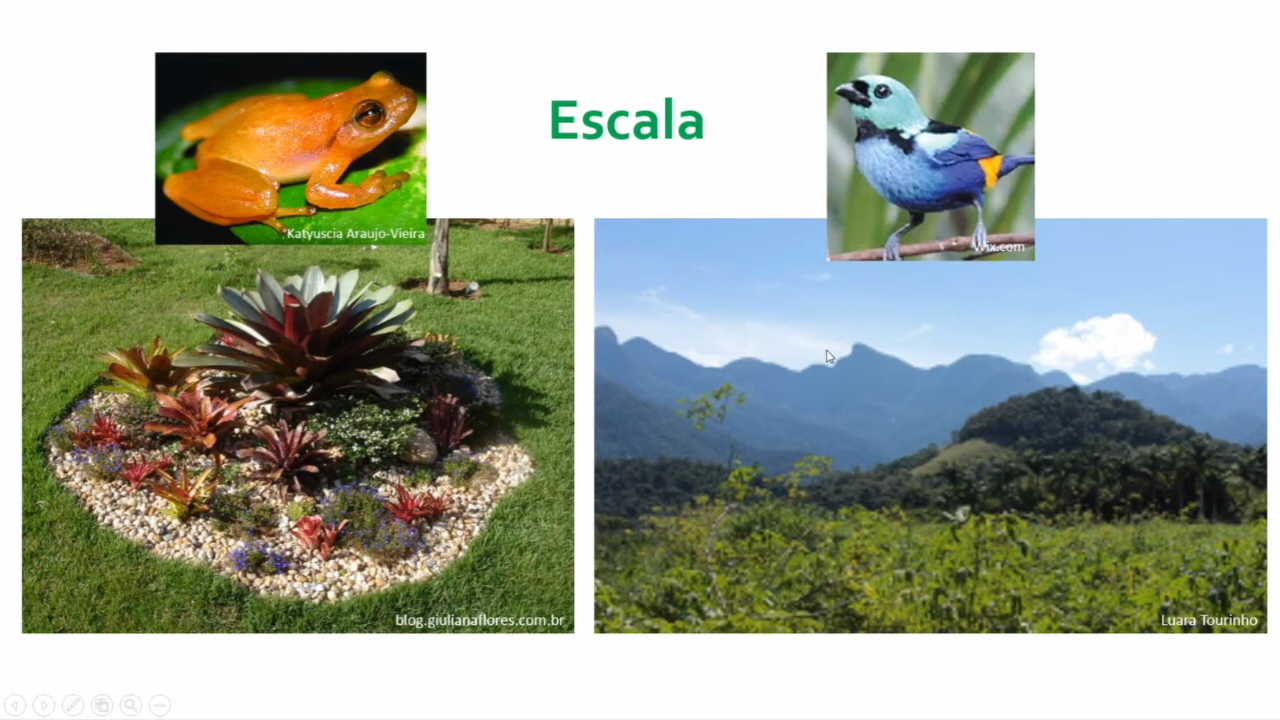 Escala
Katyuscia Araujo-Vieira
Wix.com
blog.giulianaflores.com.br
Luara Tourinho